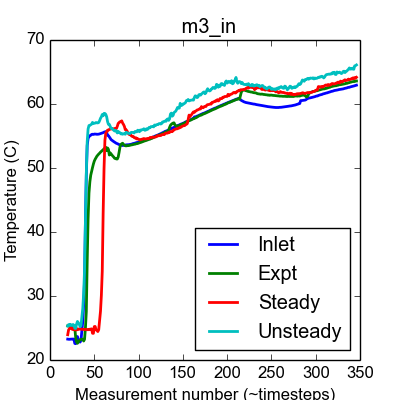 m3_in
Temperature (C)
70
60
50
40
30
20
0
50
100
150
200
250
300
350
Measurement number (~timesteps)
Inlet
Expt
Steady
Unsteady